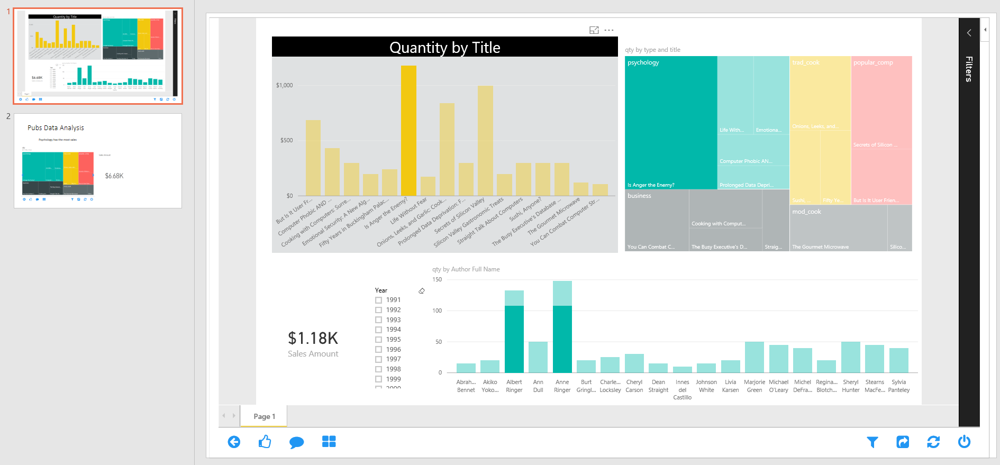 1
Quantity by Title
$6.68K
Page 1
2
Pubs Data Analysis
Psychology has the most sales
Sales Amount
$6.68K
Quantity by Title
$1,000
$500
$0
But Is It User Fr...
Computer Phobic AND ...
Cooking with Computers: Surre...
Emotional Security: A New Alg...
Fifty Years in Buckingham Palac...
Is Anger the Enemy?
Life Without Fear
Onions, Leeks, and Garlic: Cook...
Prolonged Data Deprivation: F...
Secrets of Silicon Valley
Silicon Valley Gastronomic Treats
Straight Talk About Computers
Sushi, Anyone?
The Busy Executive's Database ...
The Gourmet Microwave
You Can Combat Computer Str...
qty by type and title
psychology
Is Anger the Enemy?
Life With...
Emotiona...
Computer Phobic AN...
Prolonged Data Depri...
trad_cook
Onions, Leeks, and...
Sushi, ...
Fifty Ye...
popular_comp
Secrets of Silicon ...
But Is It User Frien...
business
You Can Combat C...
Cooking with Comput...
The Busy Executive's D...
Straig...
mod_cook
The Gourmet Microwave
Silico...
Filters
$1.18K
Sales Amount
Year
1991
1992
1993
1994
1995
1996
1997
1998
1999
2000
qty by Author Full Name
150
100
50
0
Abrah... Bennet
Akiko Yoko...
Albert Ringer
Ann Dull
Anne Ringer
Burt Gringl...
Charle... Locksley
Cheryl Carson
Dean Straight
Innes del Castillo
Johnson White
Livia Karsen
Marjorie Green
Michael O'Leary
Michel DeFra...
Regina... Blotch...
Sheryl Hunter
Stearns MacFe...
Sylvia Panteley
Page 1